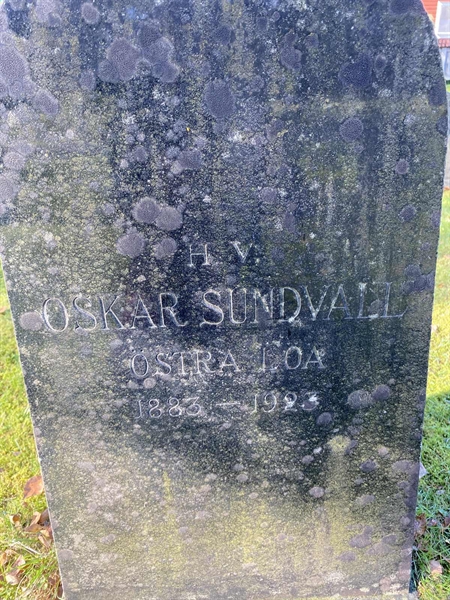 H. V.
OSKAR SUNDVALL
ÖSTRA LOA
1883 — 1923